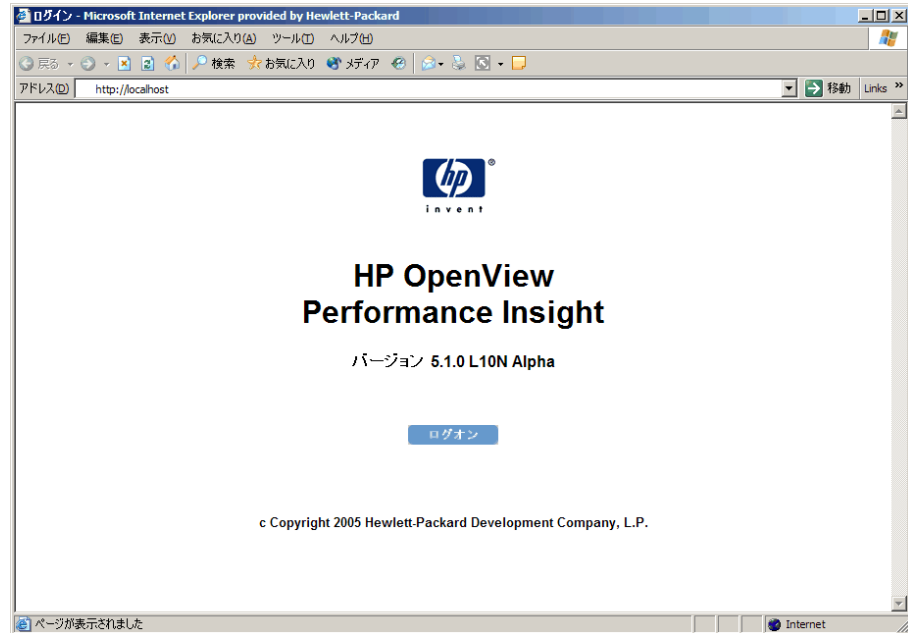 ログイン - Microsoft Internet Explorer provided by Hewlett-Packard
ファイル(F) 編集(E) 表示(V) お気に入り(A) ツール(T) ヘルプ(H)
戻る 検索 お気に入り メディア
アドレス(D) http://localhost 移動 Links »
hp ®
invent
HP OpenView
Performance Insight
バージョン 5.1.0 L10N Alpha
ログオン
c Copyright 2005 Hewlett-Packard Development Company, L.P.
ページが表示されました Internet